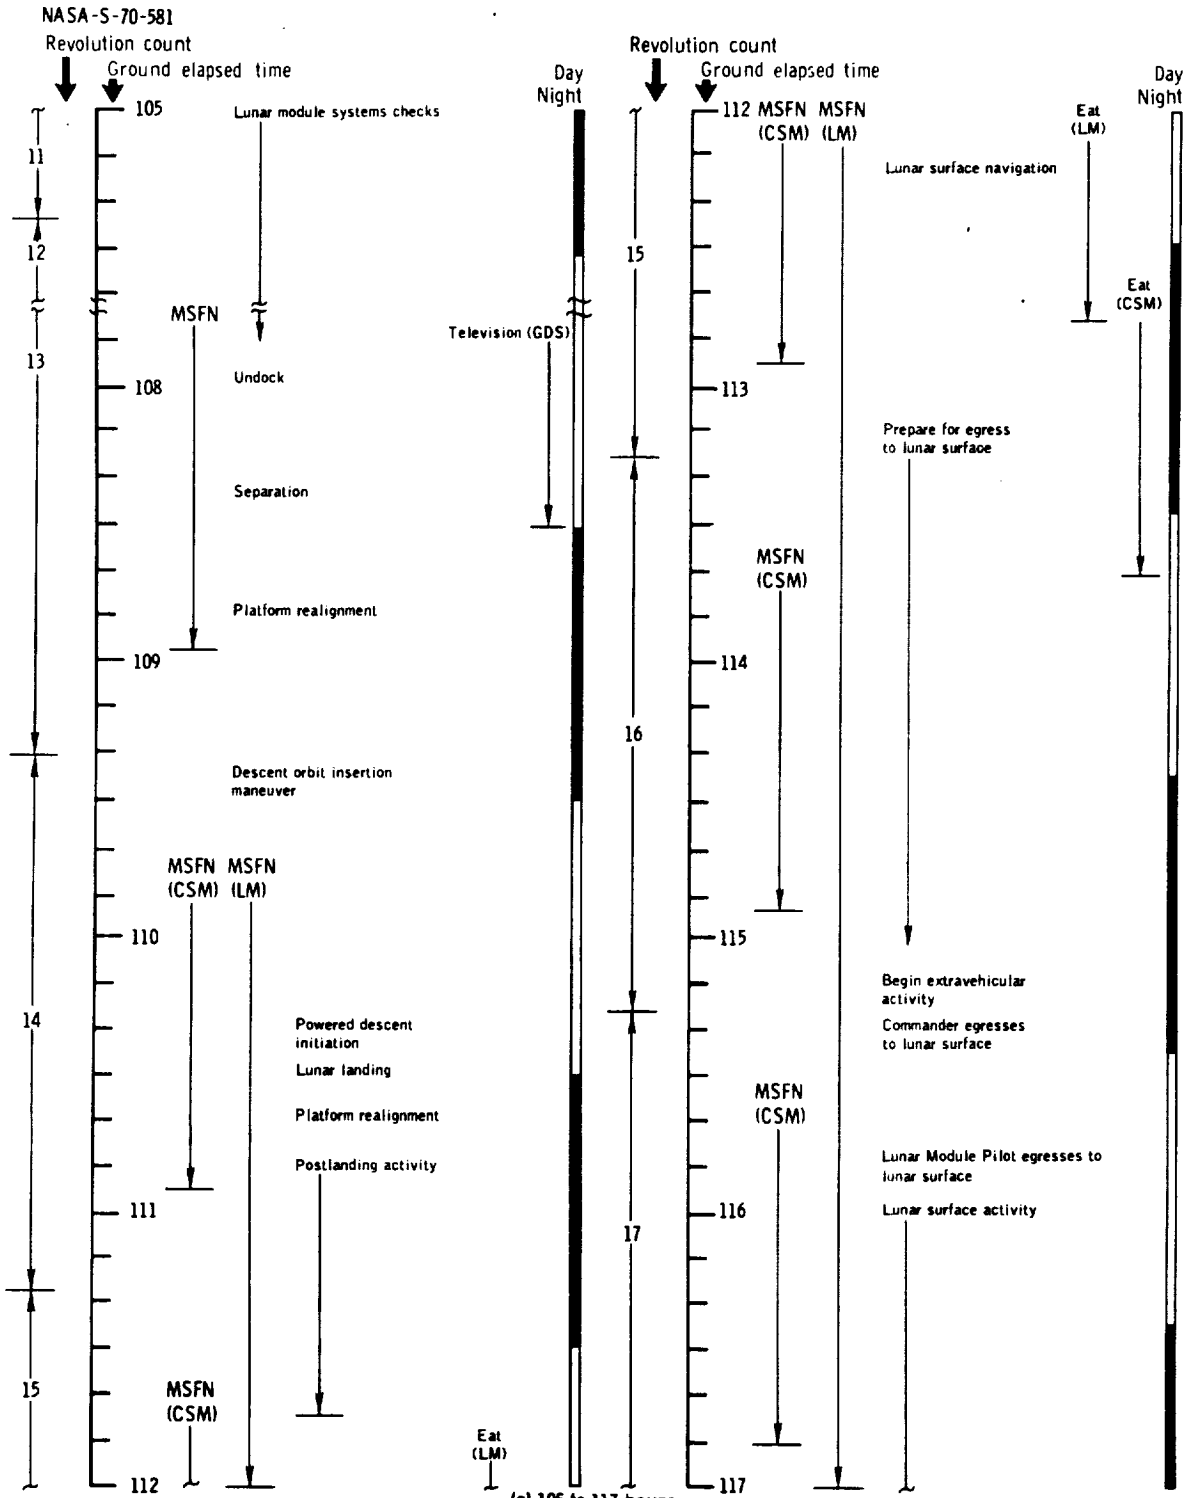 NASA-S-70-581
Revolution count
Ground elapsed time
Day
Night
105
Lunar module systems checks
11
12
MSFN
13
Television (GDS)
108
Undock
Separation
Platform realignment
109
Descent orbit insertion
maneuver
MSFN MSFN
(CSM) (LM)
110
14
Powered descent
initiation
Lunar landing
Platform realignment
Postlanding activity
111
15
MSFN
(CSM)
Eat
(LM)
112
Revolution count
Ground elapsed time
Day
Night
112 MSFN MSFN
(CSM) (LM)
Eat
(LM)
Lunar surface navigation
15
Eat
(CSM)
113
Prepare for egress
to lunar surface
MSFN
(CSM)
114
16
115
Begin extravehicular
activity
Commander egresses
to lunar surface
MSFN
(CSM)
Lunar Module Pilot egresses to
lunar surface
116
Lunar surface activity
17
117
105 to 117 hours